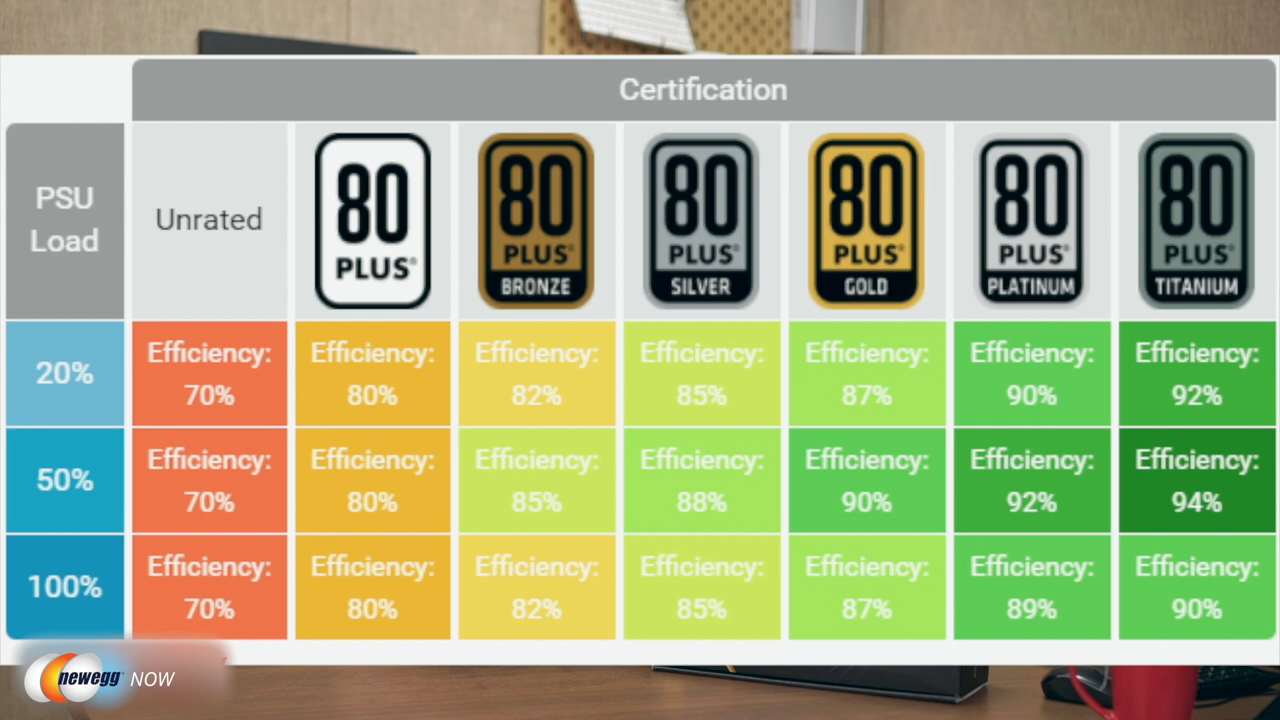 Certification
PSU
Load
Unrated
80
PLUS®
80
PLUS®
BRONZE
80
PLUS®
SILVER
80
PLUS®
GOLD
80
PLUS®
PLATINUM
80
PLUS®
TITANIUM
20%
Efficiency:
70%
Efficiency:
80%
Efficiency:
82%
Efficiency:
85%
Efficiency:
87%
Efficiency:
90%
Efficiency:
92%
50%
Efficiency:
70%
Efficiency:
80%
Efficiency:
85%
Efficiency:
88%
Efficiency:
90%
Efficiency:
92%
Efficiency:
94%
100%
Efficiency:
70%
Efficiency:
80%
Efficiency:
82%
Efficiency:
85%
Efficiency:
87%
Efficiency:
89%
Efficiency:
90%
newegg NOW